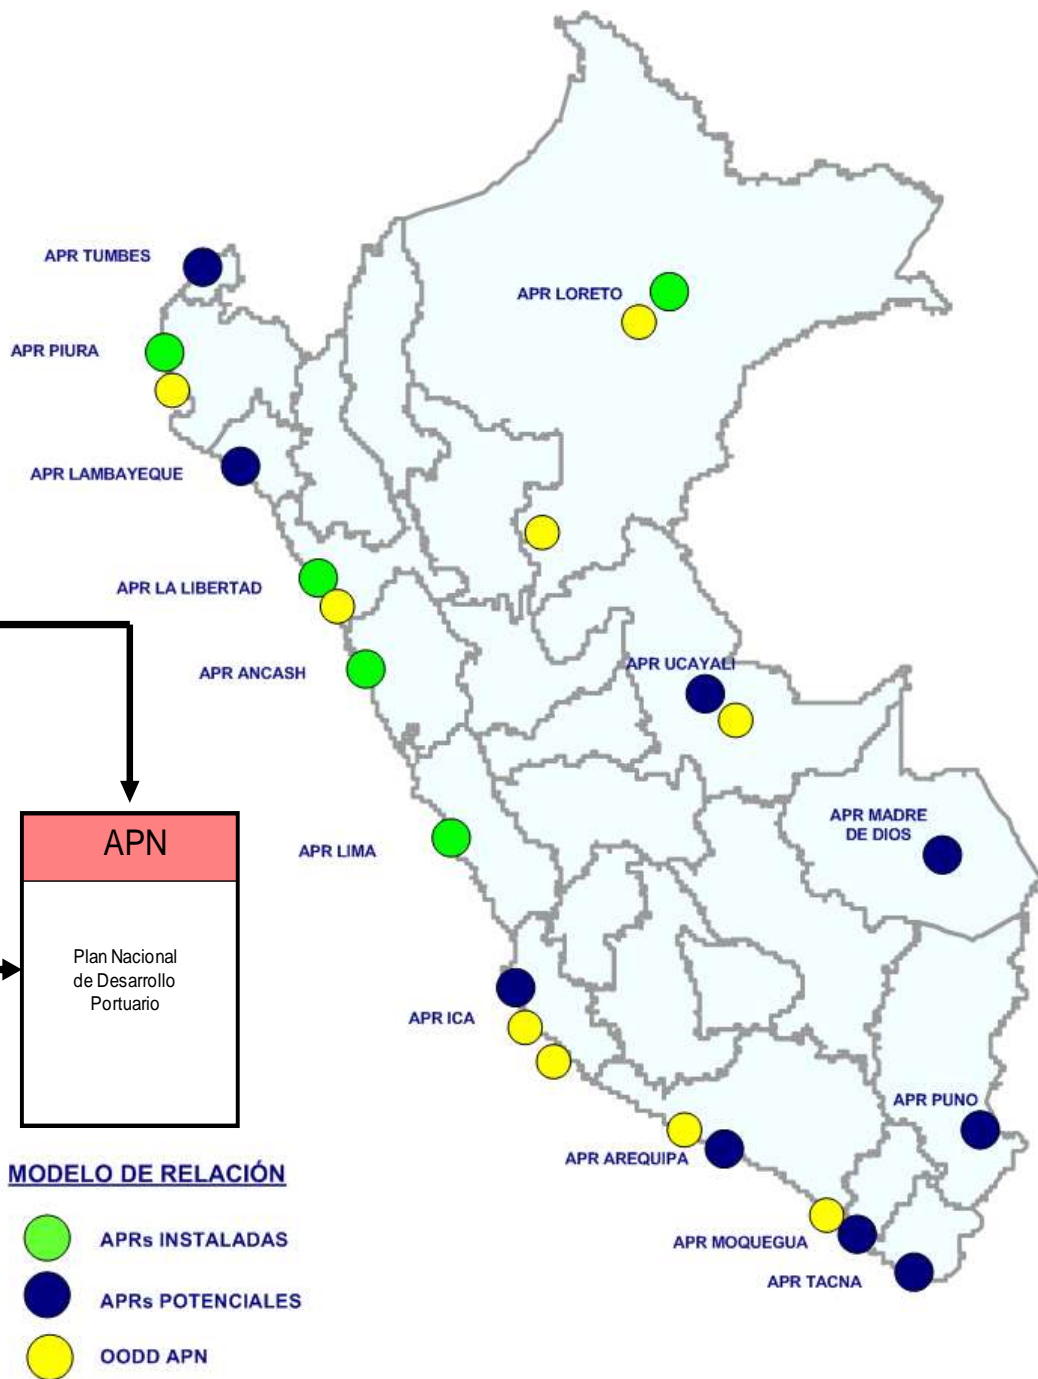 APR TUMBES
APR LORETO
APR PIURA
APR LAMBAYEQUE
APR LA LIBERTAD
APR ANCASH
APR UCAYALI
APN
APR MADRE
DE DIOS
APR LIMA
Plan Nacional
de Desarrollo
Portuario
APR ICA
APR PUNO
APR AREQUIPA
MODELO DE RELACIÓN
APRs INSTALADAS
APR MOQUEGUA
APR TACNA
APRs POTENCIALES
OODD APN